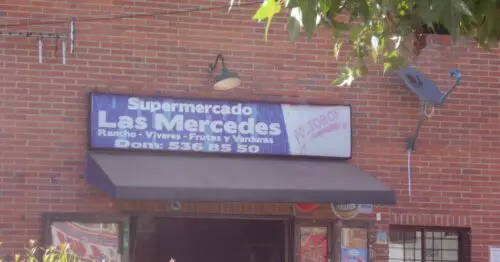 Supermercado
Las Mercedes
Rancho - Viveres - Frutas y Verduras
Dom: 536 85 50